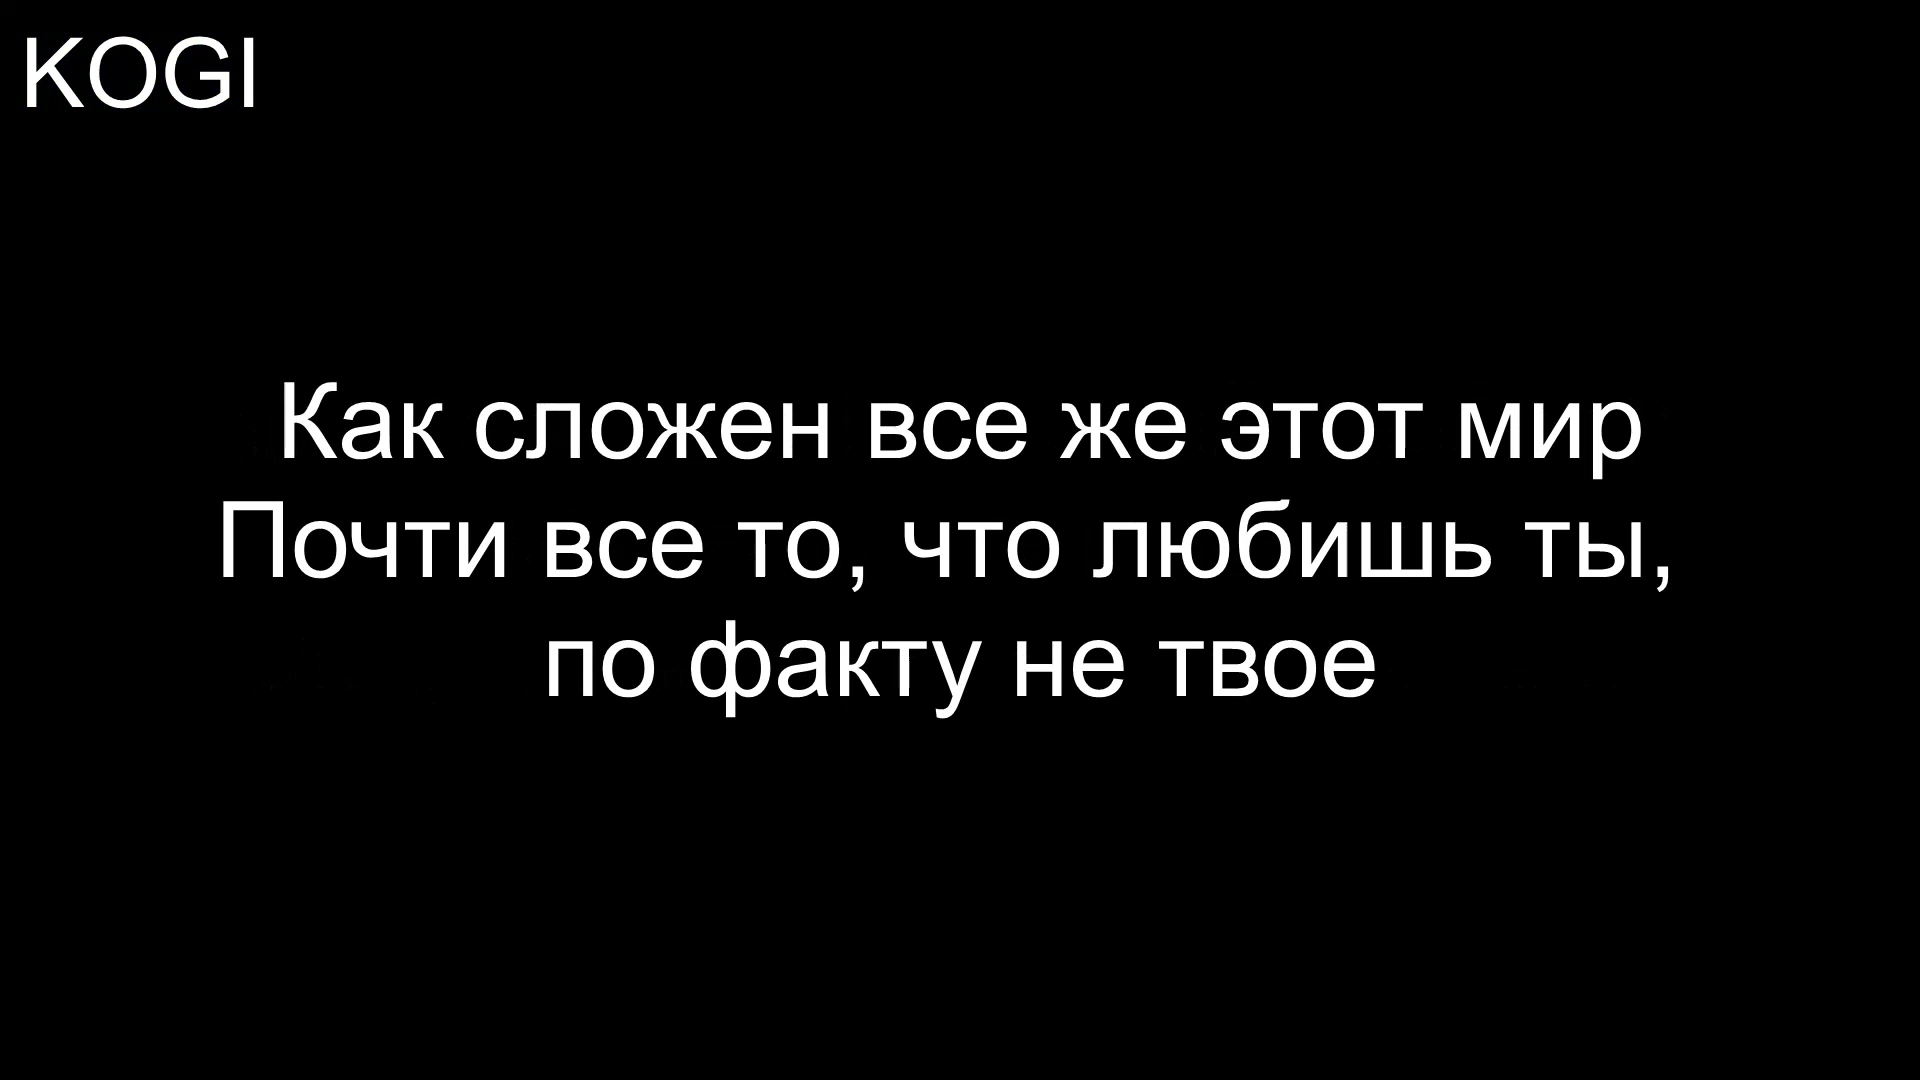 KOGI
Как сложен все же этот мир
Почти все то, что любишь ты,
по факту не твое